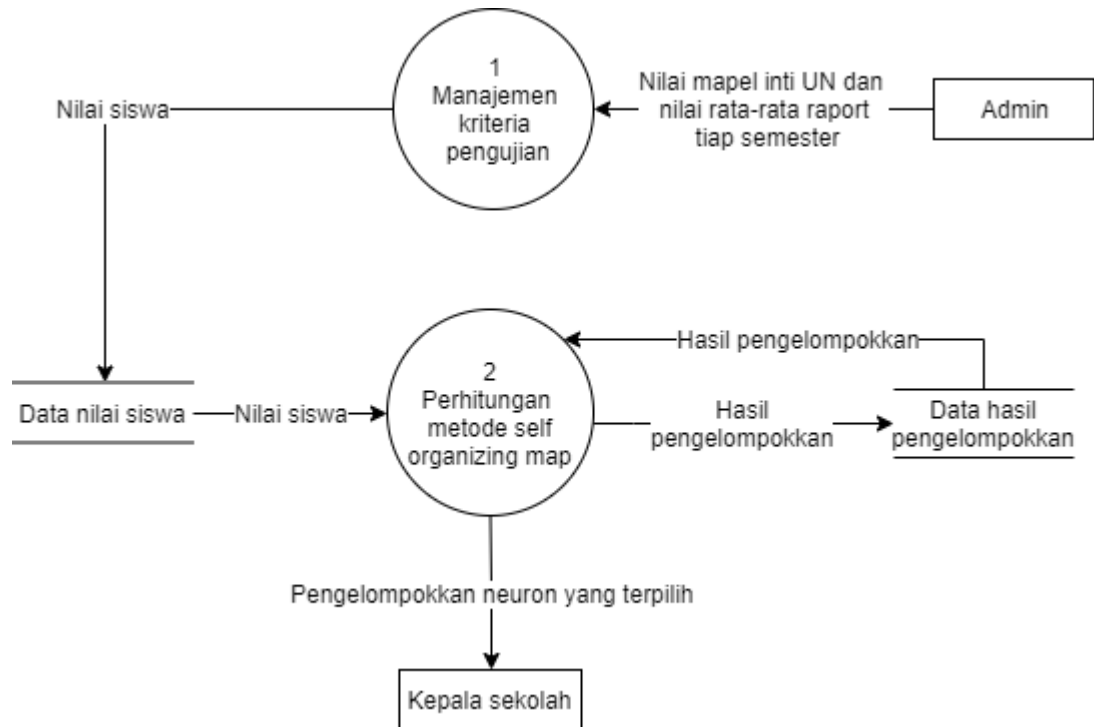 1
Manajemen
kriteria
pengujian
Nilai mapel inti UN dan
nilai rata-rata raport
tiap semester
Admin
Nilai siswa
Data nilai siswa
Nilai siswa
2
Perhitungan
metode self
organizing map
Hasil pengelompokkan
Hasil
pengelompokkan
Data hasil
pengelompokkan
Pengelompokkan neuron yang terpilih
Kepala sekolah